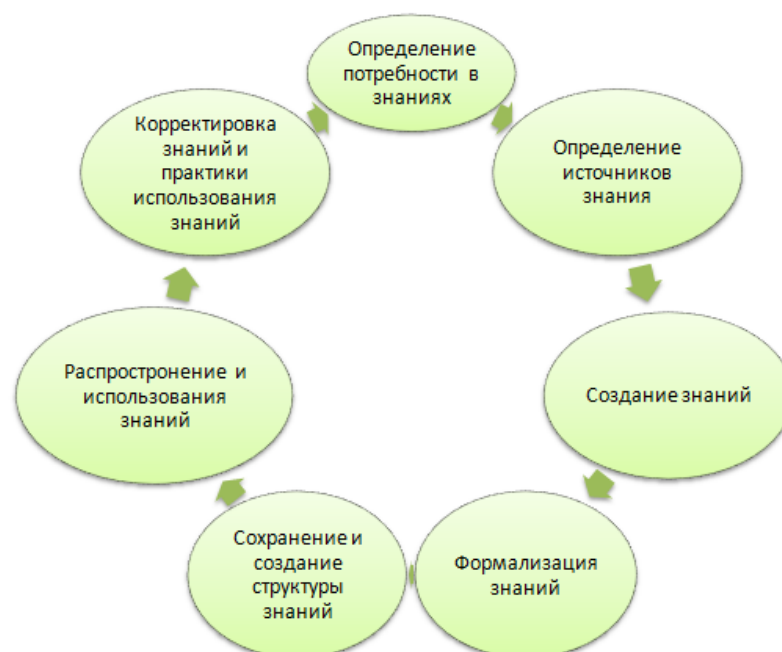 Определение
потребности в
знаниях
Определение
источников
знания
Создание знаний
Формализация
знаний
Сохранение и
создание
структуры
знаний
Распростронение и
использования
знаний
Корректировка
знаний и
практики
использования
знаний